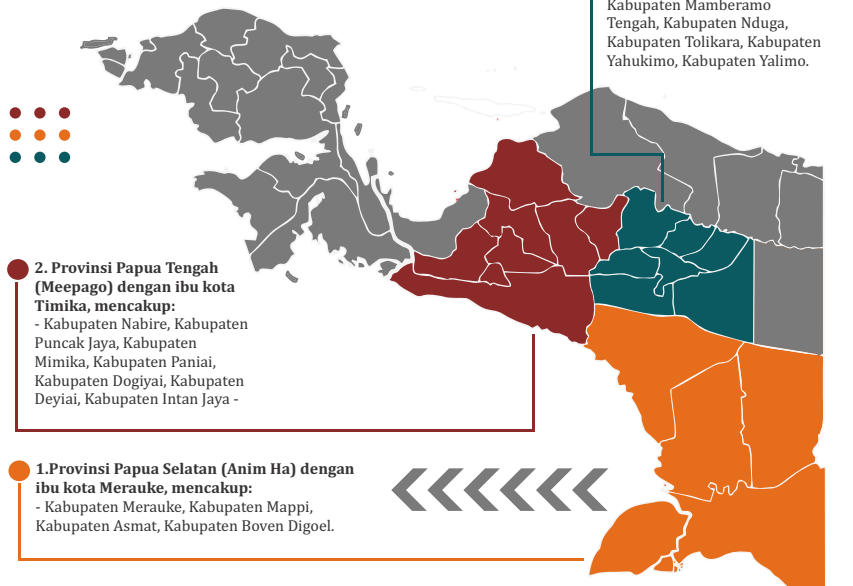 Kabupaten Mamberamo
Tengah, Kabupaten Nduga,
Kabupaten Tolikara, Kabupaten
Yahukimo, Kabupaten Yalimo.
2. Provinsi Papua Tengah
(Meepago) dengan ibu kota
Timika, mencakup:
- Kabupaten Nabire, Kabupaten
Puncak Jaya, Kabupaten
Mimika, Kabupaten Paniai,
Kabupaten Dogiyai, Kabupaten
Deyiai, Kabupaten Intan Jaya -
1.Provinsi Papua Selatan (Anim Ha) dengan
ibu kota Merauke, mencakup:
- Kabupaten Merauke, Kabupaten Mappi,
Kabupaten Asmat, Kabupaten Boven Digoel.